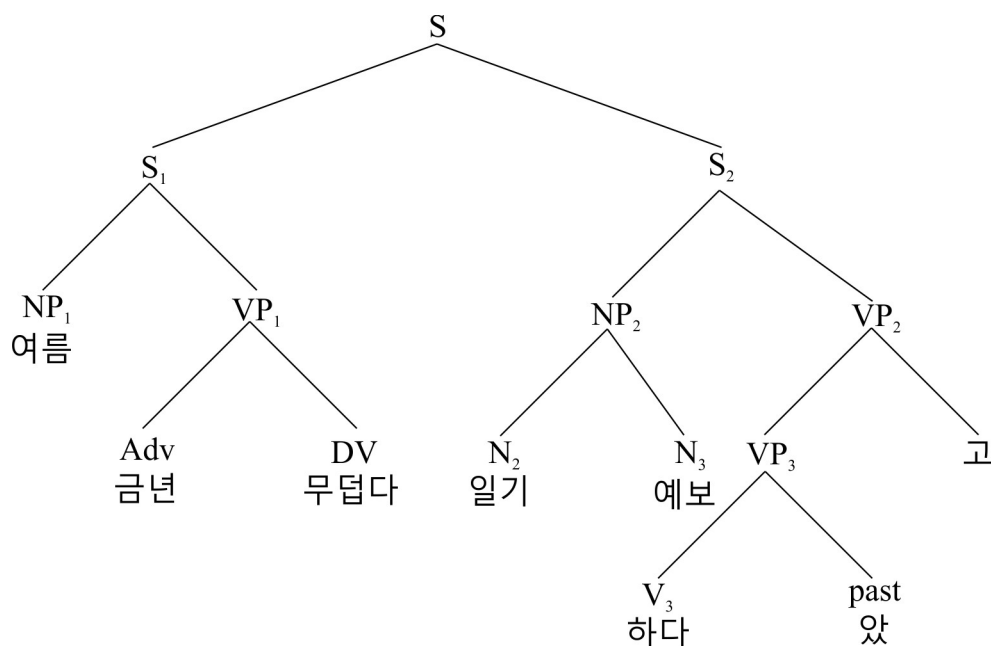 S
S₁ S₂
NP₁ VP₁ NP₂ VP₂
여름
Adv DV N₂ N₃ VP₃ 고
금년 무덥다 일기 예보
V₃ past
하다 았